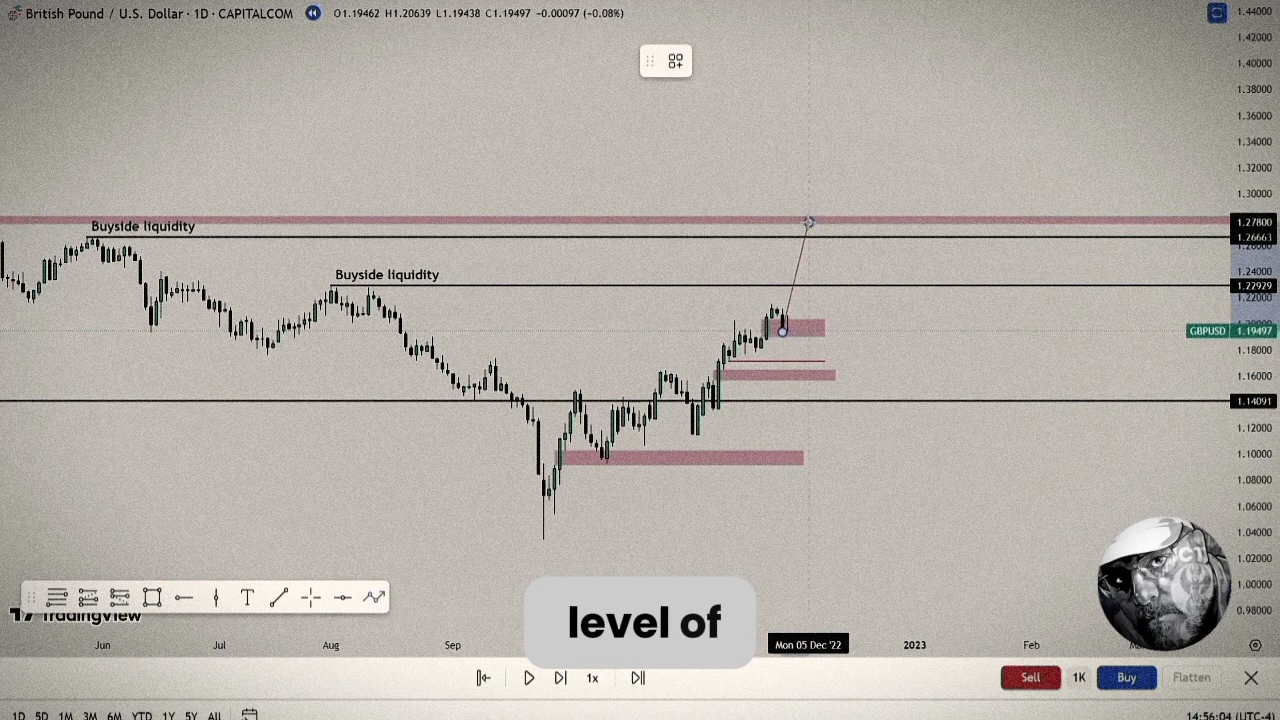 British Pound / U.S. Dollar · 1D · CAPITALCOM O1.19462 H1.20639 L1.19438 C1.19497 −0.00097 (−0.08%)
1.44000
1.42000
1.40000
1.38000
1.36000
1.34000
1.32000
1.30000
1.27800
Buyside liquidity
1.26663
1.24000
Buyside liquidity
1.22929
1.22000
GBPUSD 1.19497
1.18000
1.16000
1.14091
1.12000
1.10000
1.08000
1.06000
1.04000
1.02000
1.00000
0.98000
T
TradingView
level of
Jun Jul Aug Sep Mon 05 Dec '22 2023 Feb
1x
Sell 1K Buy Flatten
1D 5D 1M 3M 6M YTD 1Y 5Y All 14:56:04 (UTC-4)